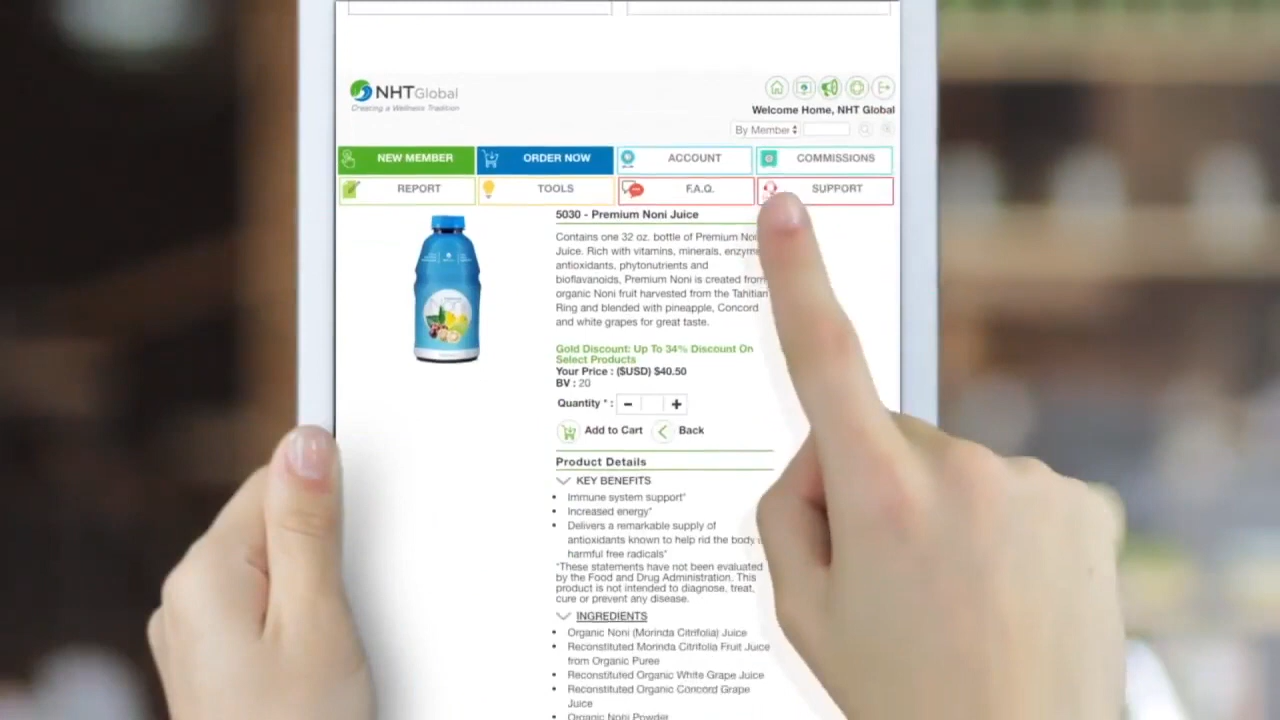 NHTGlobal
Creating a Wellness Tradition
Welcome Home, NHT Global
By Membe
NEW MEMBER
ORDER NOW
ACCOUNT
COMMISSIONS
REPORT
TOOLS
F.A.Q.
SUPPORT
5030 - Premium Noni Juice
Contains one 32 oz. bottle of Premium No
Juice. Rich with vitamins, minerals, enzym
antioxidants, phytonutrients and
bioflavanoids, Premium Noni is created from
organic Noni fruit harvested from the Tahitian
Ring and blended with pineapple, Concord
and white grapes for great taste.
Gold Discount: Up To 34% Discount On
Select Products
Your Price : ($USD) $40.50
BV : 20
Quantity * : - +
Add to Cart
Back
Product Details
KEY BENEFITS
• Immune system support*
• Increased energy*
• Delivers a remarkable supply of
antioxidants known to help rid the body
harmful free radicals*
*These statements have not been evaluated
by the Food and Drug Administration. This
product is not intended to diagnose, treat,
cure or prevent any disease.
INGREDIENTS
• Organic Noni (Morinda Citrifolia) Juice
• Reconstituted Morinda Citrifolia Fruit Juice
from Organic Puree
• Reconstituted Organic White Grape Juice
• Reconstituted Organic Concord Grape
Juice
• Organic Noni Powder